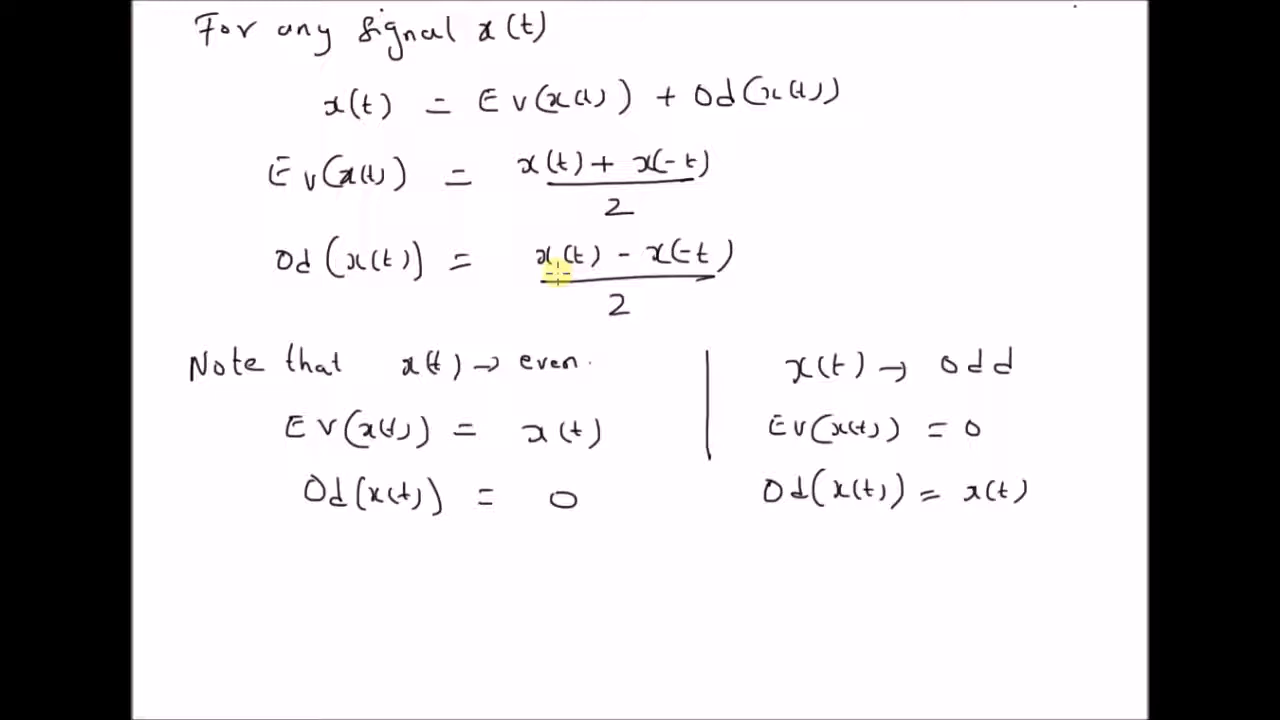 For any signal x(t)
x(t) = Ev(x(t)) + Od(x(t))
Ev(x(t)) = x(t) + x(-t)
2
Od(x(t)) = x(t) - x(-t)
2
Note that x(t) → even.
Ev(x(t)) = x(t)
Od(x(t)) = 0
x(t) → odd
Ev(x(t)) = 0
Od(x(t)) = x(t)